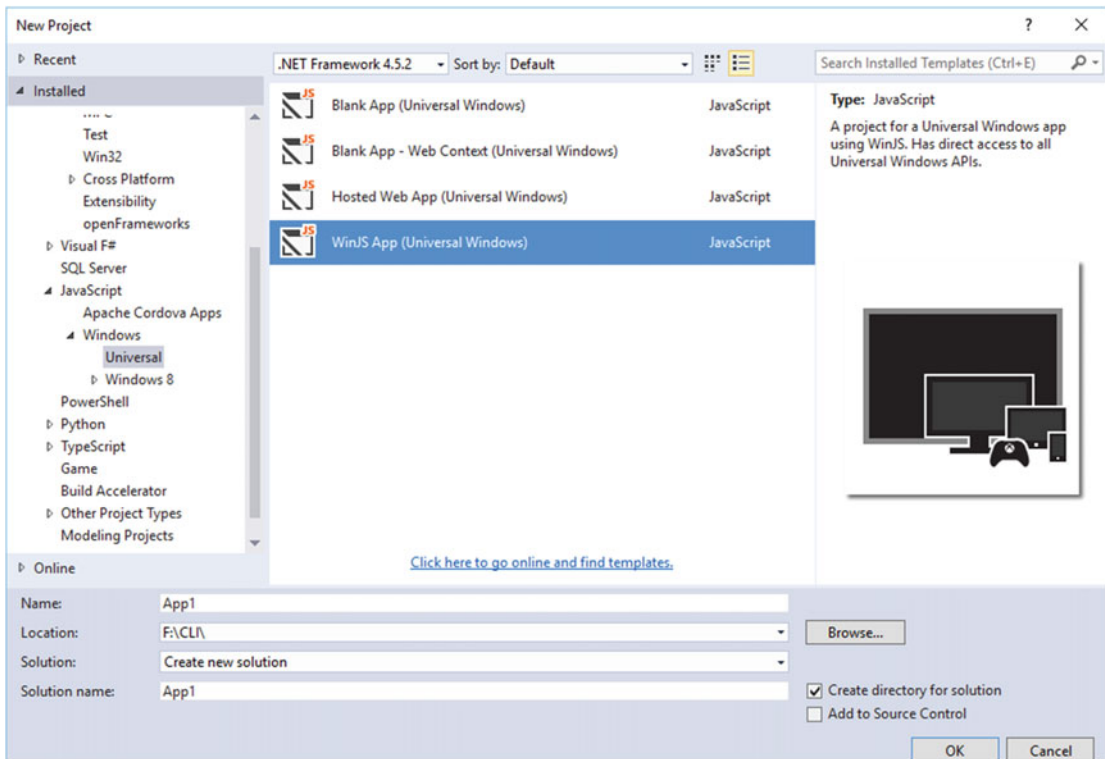 New Project
?
Recent
.NET Framework 4.5.2 Sort by: Default
Search Installed Templates (Ctrl+E)
Installed
Test
Win32
Cross Platform
Extensibility
openFrameworks
Visual F#
SQL Server
JavaScript
Apache Cordova Apps
Windows
Universal
Windows 8
PowerShell
Python
TypeScript
Game
Build Accelerator
Other Project Types
Modeling Projects
Online
JS Blank App (Universal Windows) JavaScript
JS Blank App - Web Context (Universal Windows) JavaScript
JS Hosted Web App (Universal Windows) JavaScript
JS WinJS App (Universal Windows) JavaScript
Click here to go online and find templates.
Type: JavaScript
A project for a Universal Windows app
using WinJS. Has direct access to all
Universal Windows APIs.
Name: App1
Location: F:\CLI\ Browse...
Solution: Create new solution
Solution name: App1
Create directory for solution
Add to Source Control
OK Cancel